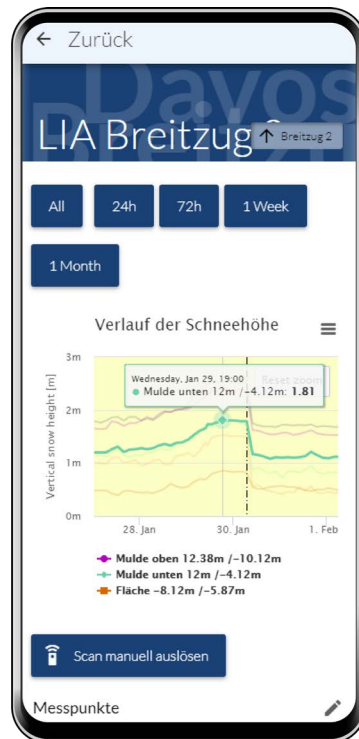 ← Zurück
Davos
Breitzug
LIA Breitzug 2
↑ Breitzug 2
All
24h
72h
1 Week
1 Month
Verlauf der Schneehöhe
Vertical snow height [m]
3m
2m
1m
0m
Reset zoom
Wednesday, Jan 29, 19:00
Mulde unten 12m /-4.12m: 1.81
28. Jan
30. Jan
1. Feb
Mulde oben 12.38m /-10.12m
Mulde unten 12m /-4.12m
Fläche -8.12m /-5.87m
Scan manuell auslösen
Messpunkte